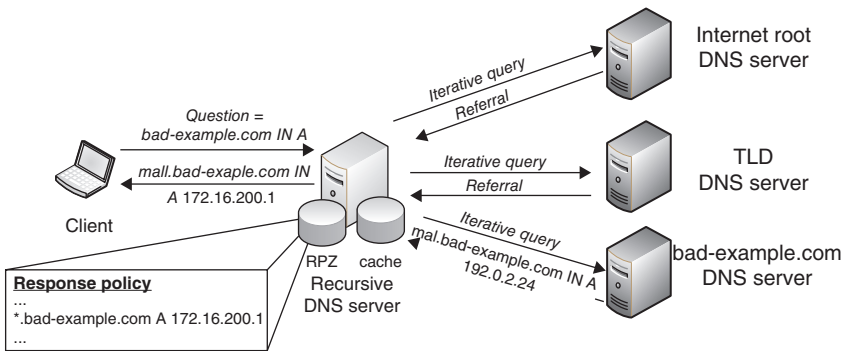 Internet root
DNS server
Iterative query
Referral
Question =
bad-example.com IN A
mall.bad-exaple.com IN
A 172.16.200.1
Client
Iterative query
Referral
TLD
DNS server
Iterative query
mal.bad-example.com IN A
192.0.2.24
bad-example.com
DNS server
RPZ
cache
Recursive
DNS server
Response policy
...
*.bad-example.com A 172.16.200.1
...